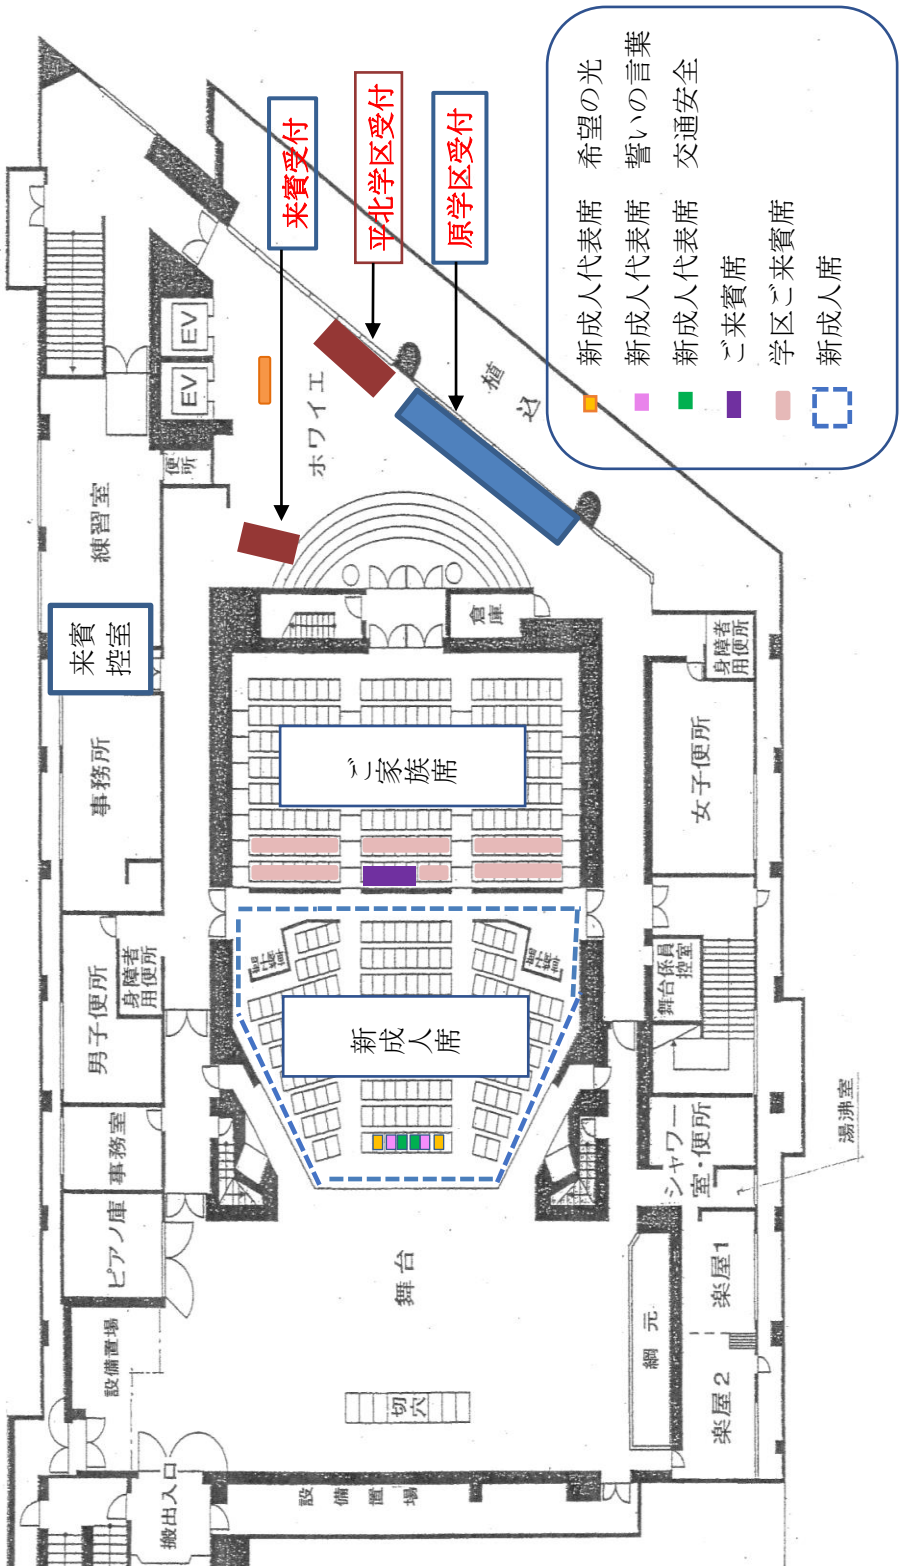 来賓受付
平北学区受付
原学区受付
新成人代表席 希望の光
新成人代表席 誓いの言葉
新成人代表席 交通安全
ご来賓席
学区ご来賓席
新成人席
EV
EV
便所
ホワイエ
植込
練習室
来賓
控室
倉庫
身障者
用便所
事務所
ご家族席
女子便所
男子便所
身障者
用便所
新成人席
舞台係員
控室
事務室
シャワー
室・便所
湯沸室
ピアノ庫
舞台
楽屋1
設備置場
綱元
切穴
楽屋2
搬出入口
設備置場